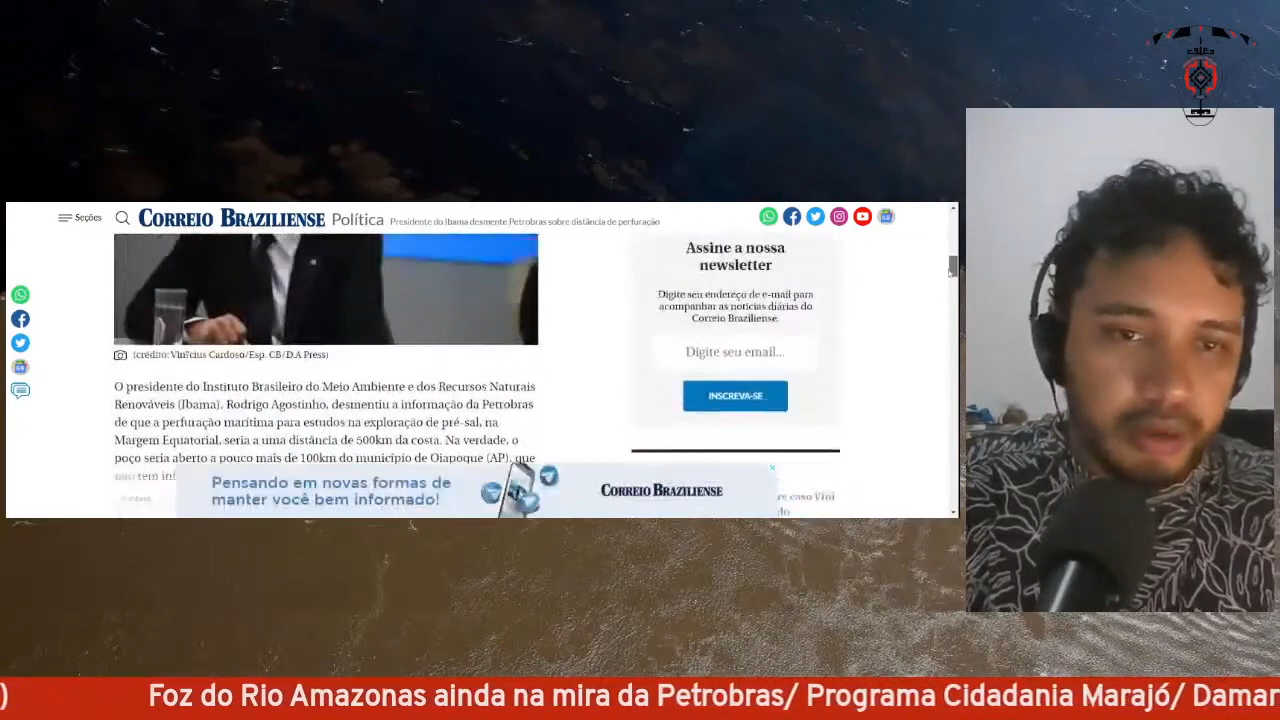 Seções
CORREIO BRAZILIENSE Política Presidente do Ibama desmente Petrobras sobre distância de perfuração
(crédito: Vinícius Cardoso/Esp. CB/D.A Press)
O presidente do Instituto Brasileiro do Meio Ambiente e dos Recursos Naturais
Renováveis (Ibama), Rodrigo Agostinho, desmentiu a informação da Petrobras
de que a perfuração marítima para estudos na exploração de pré-sal, na
Margem Equatorial, seria a uma distância de 500km da costa. Na verdade, o
poço seria aberto a pouco mais de 100km do município de Oiapoque (AP), que
Assine a nossa
newsletter
Digite seu endereço de e-mail para
acompanhar as notícias diárias do
Correio Braziliense.
Digite seu email...
INSCREVA-SE
Pensando em novas formas de
manter você bem informado!
CORREIO BRAZILIENSE
caso Vini
) Foz do Rio Amazonas ainda na mira da Petrobras/ Programa Cidadania Marajó/ Damar